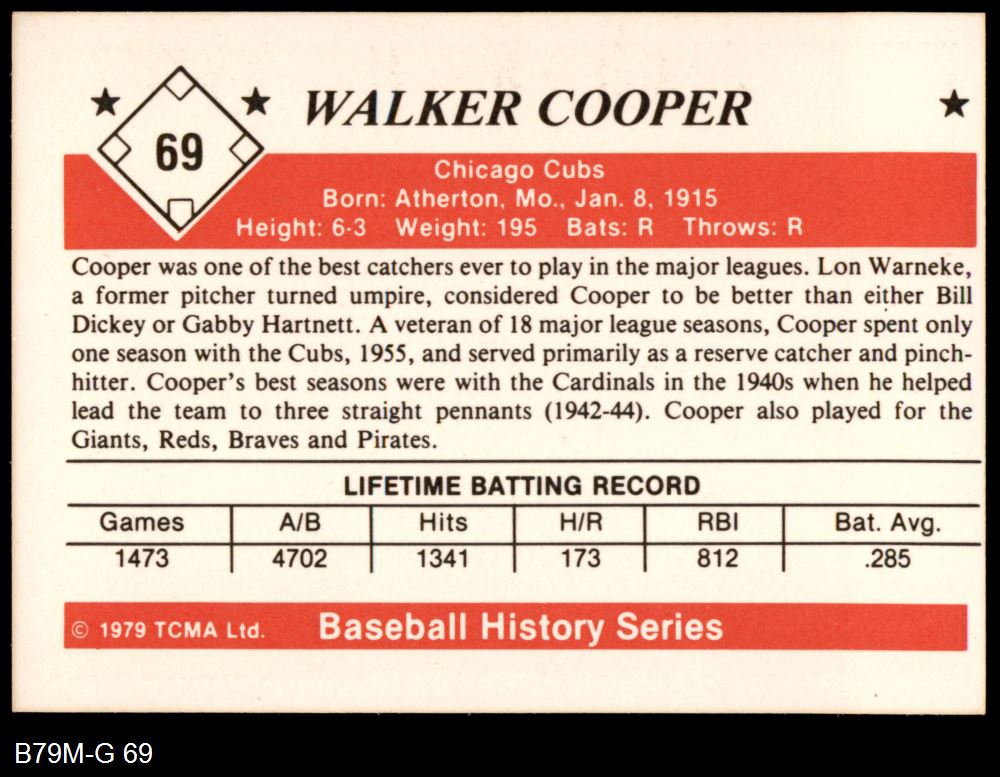 69
WALKER COOPER
Chicago Cubs
Born: Atherton, Mo., Jan. 8, 1915
Height: 6-3 Weight: 195 Bats: R Throws: R
Cooper was one of the best catchers ever to play in the major leagues. Lon Warneke,
a former pitcher turned umpire, considered Cooper to be better than either Bill
Dickey or Gabby Hartnett. A veteran of 18 major league seasons, Cooper spent only
one season with the Cubs, 1955, and served primarily as a reserve catcher and pinch-
hitter. Cooper's best seasons were with the Cardinals in the 1940s when he helped
lead the team to three straight pennants (1942-44). Cooper also played for the
Giants, Reds, Braves and Pirates.
LIFETIME BATTING RECORD
Games A/B Hits H/R RBI Bat. Avg.
1473 4702 1341 173 812 .285
© 1979 TCMA Ltd. Baseball History Series
B79M-G 69